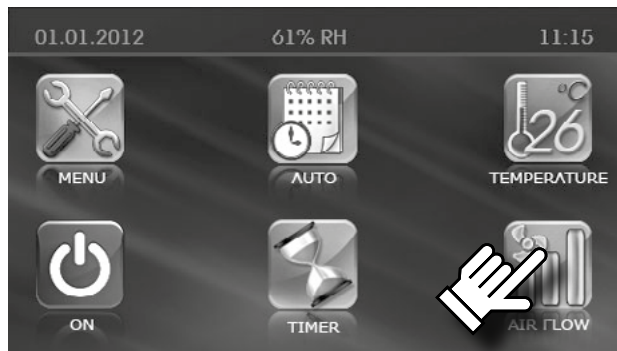 01.01.2012 61% RH 11:15
°C
26
MENU AUTO TEMPERATURE
ON TIMER AIR FLOW